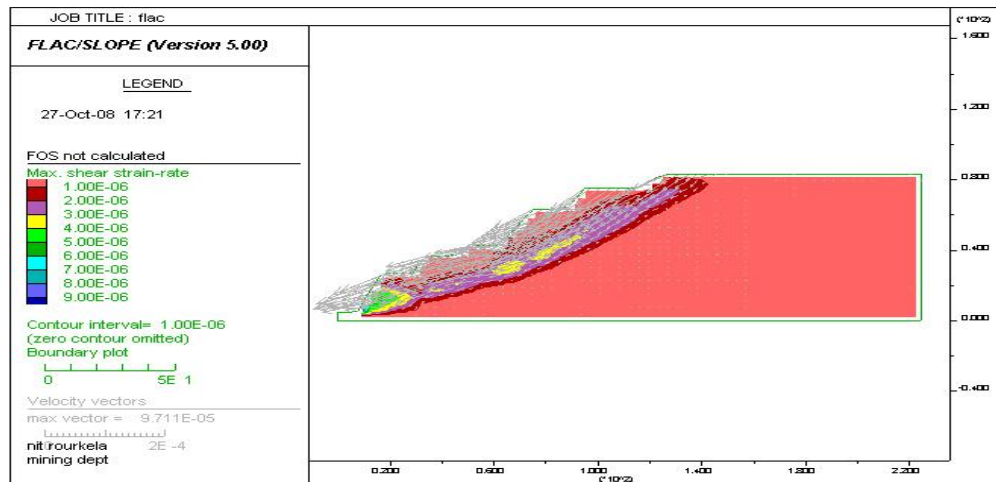 JOB TITLE : flac
FLAC/SLOPE (Version 5.00)
LEGEND
27-Oct-08 17:21
FOS not calculated
Max. shear strain-rate
1.00E-06
2.00E-06
3.00E-06
4.00E-06
5.00E-06
6.00E-06
7.00E-06
8.00E-06
9.00E-06
Contour interval= 1.00E-06
(zero contour omitted)
Boundary plot
0 5E 1
Velocity vectors
max vector = 9.711E-05
0 2E -4
nit rourkela
mining dept
(*10^2)
1.600
1.200
0.800
0.400
0.000
-0.400
0.200 0.600 1.000 1.400 1.800 2.200
(*10^2)